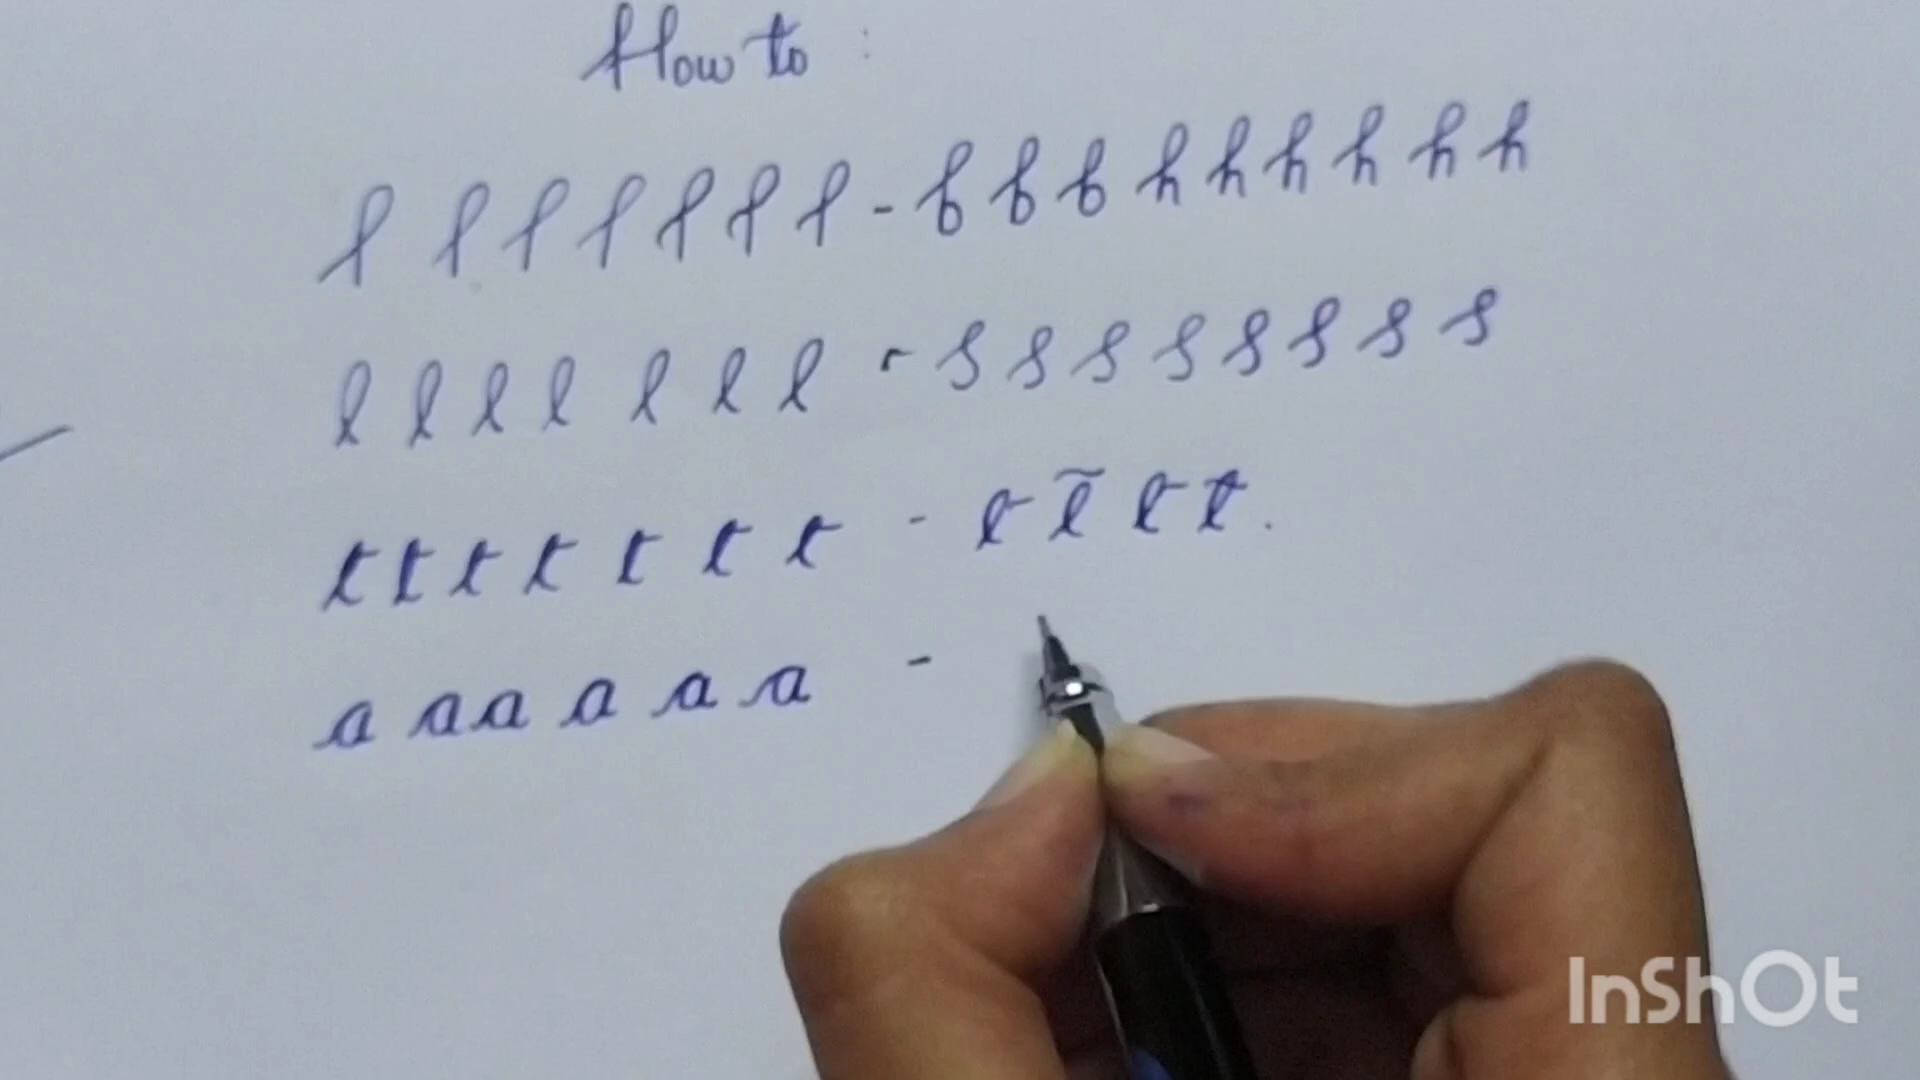 How to :
l l l l l l l - b b b h h h h h h
l l l l l l l - s s s s s s s s
t t t t t t t - t l t t .
a a a a a a -
InShOt